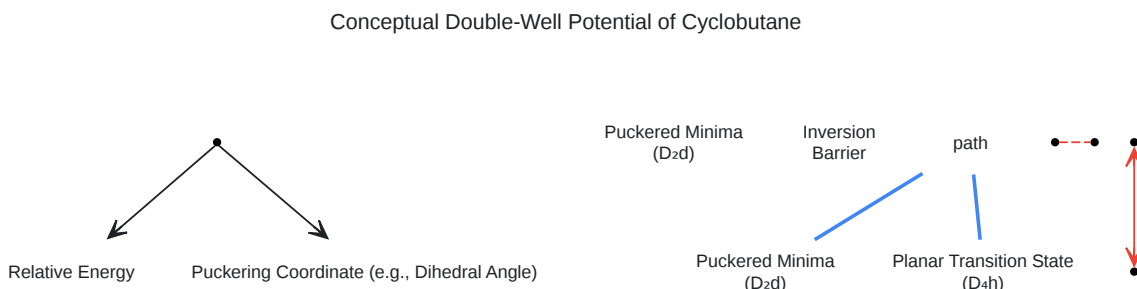 Conceptual Double-Well Potential of Cyclobutane
Puckered Minima
(D₂d)
Inversion
Barrier
path
Relative Energy
Puckering Coordinate (e.g., Dihedral Angle)
Puckered Minima
(D₂d)
Planar Transition State
(D₄h)